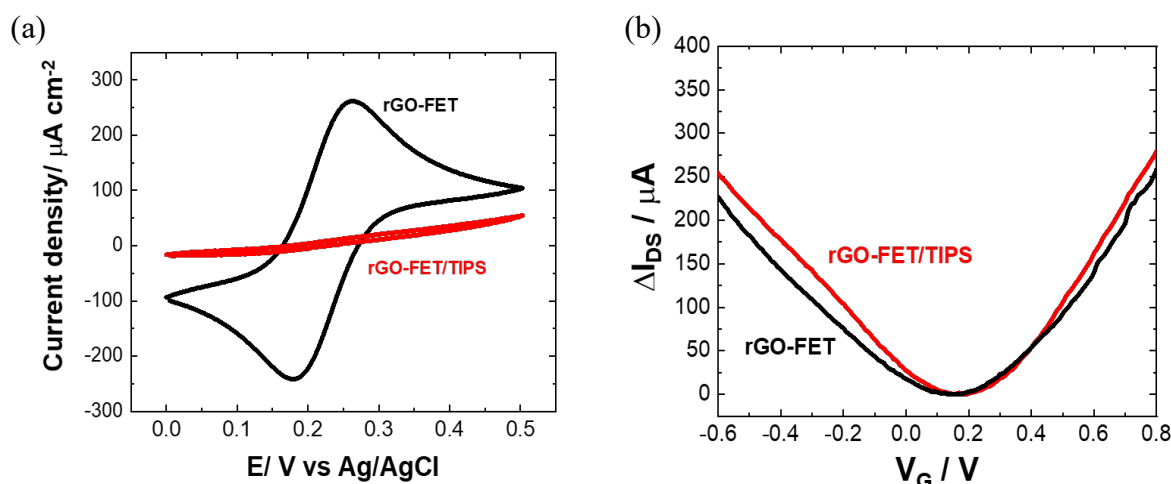 (a)
Current density/ μA cm⁻²
300
200
100
0
-100
-200
-300
0.0 0.1 0.2 0.3 0.4 0.5
E/ V vs Ag/AgCl
rGO-FET
rGO-FET/TIPS
(b)
ΔI_DS / μA
400
350
300
250
200
150
100
50
0
-0.6 -0.4 -0.2 0.0 0.2 0.4 0.6 0.8
V_G / V
rGO-FET/TIPS
rGO-FET